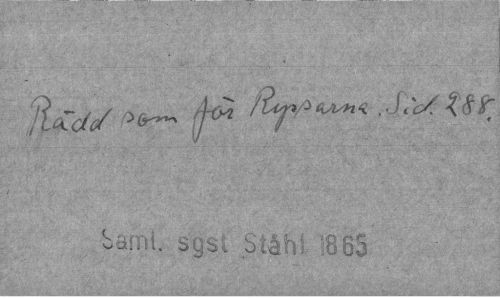 Rädd som för Ryssarna. Sid. 288.
Saml. sgst Ståhl 1865